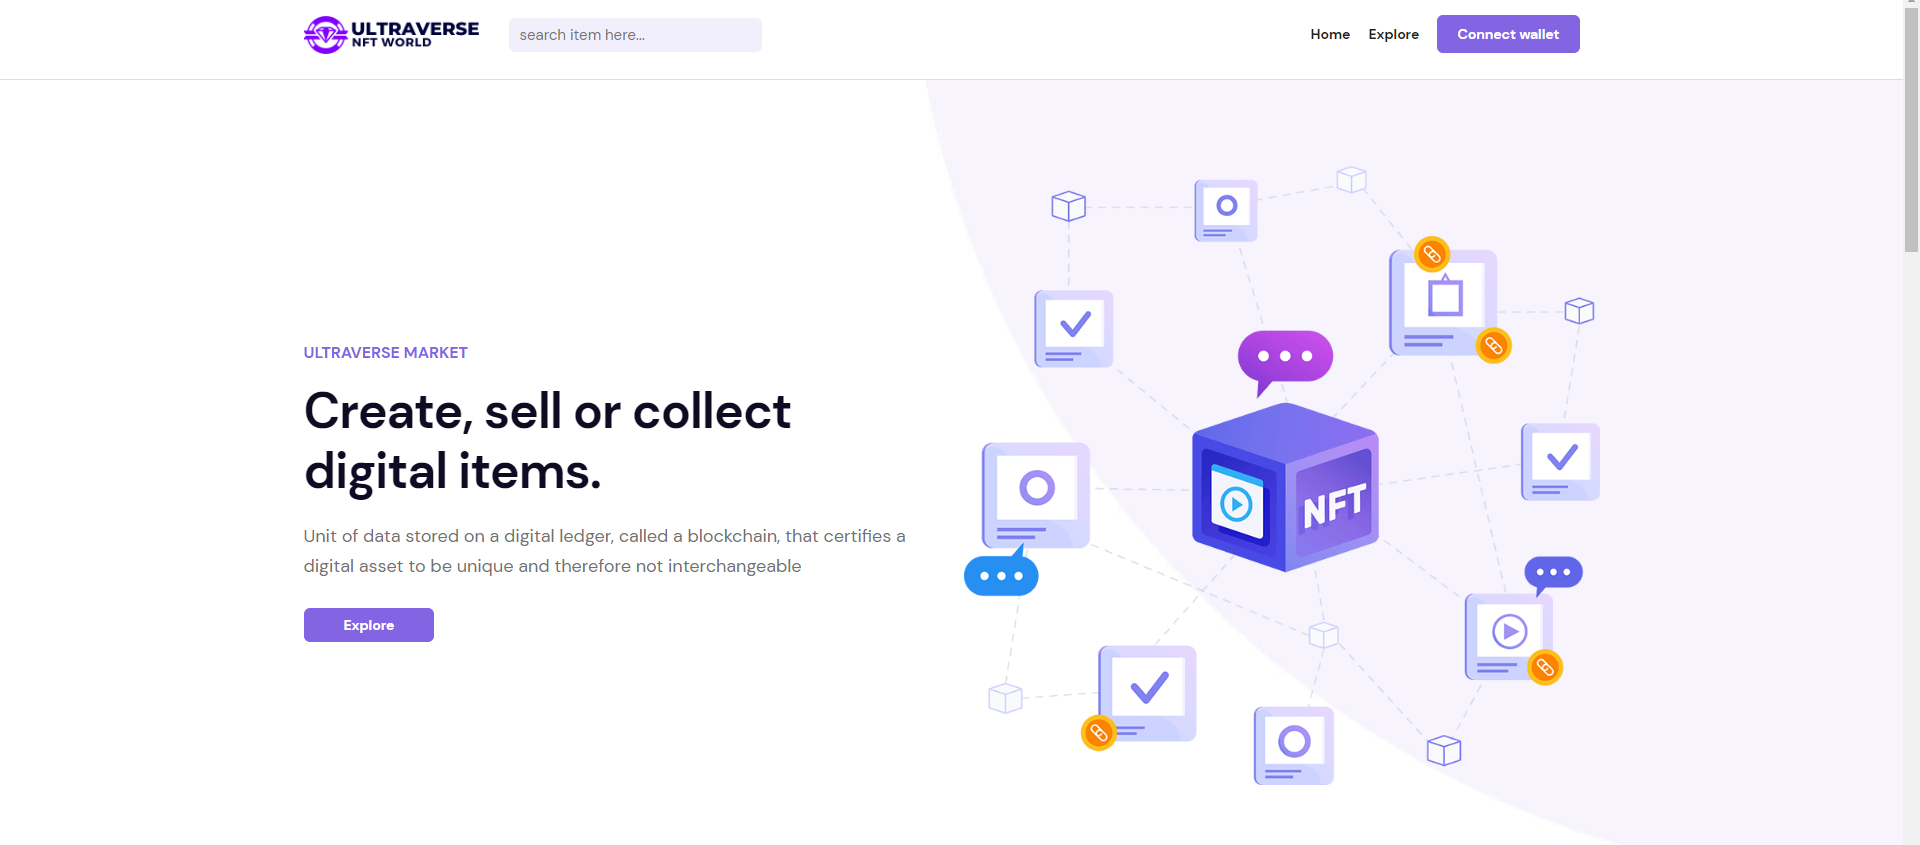 ULTRAVERSE
NFT WORLD
search item here...
Home
Explore
Connect wallet
ULTRAVERSE MARKET
Create, sell or collect
digital items.
Unit of data stored on a digital ledger, called a blockchain, that certifies a
digital asset to be unique and therefore not interchangeable
Explore
NFT